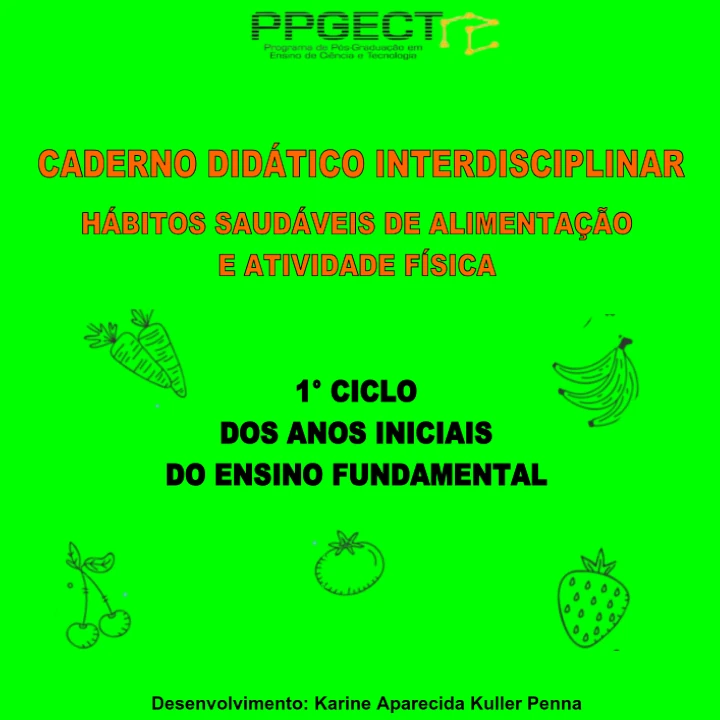 PPGECT
Programa de Pós-Graduação em
Ensino de Ciência e Tecnologia
CADERNO DIDÁTICO INTERDISCIPLINAR
HÁBITOS SAUDÁVEIS DE ALIMENTAÇÃO
E ATIVIDADE FÍSICA
1° CICLO
DOS ANOS INICIAIS
DO ENSINO FUNDAMENTAL
Desenvolvimento: Karine Aparecida Kuller Penna